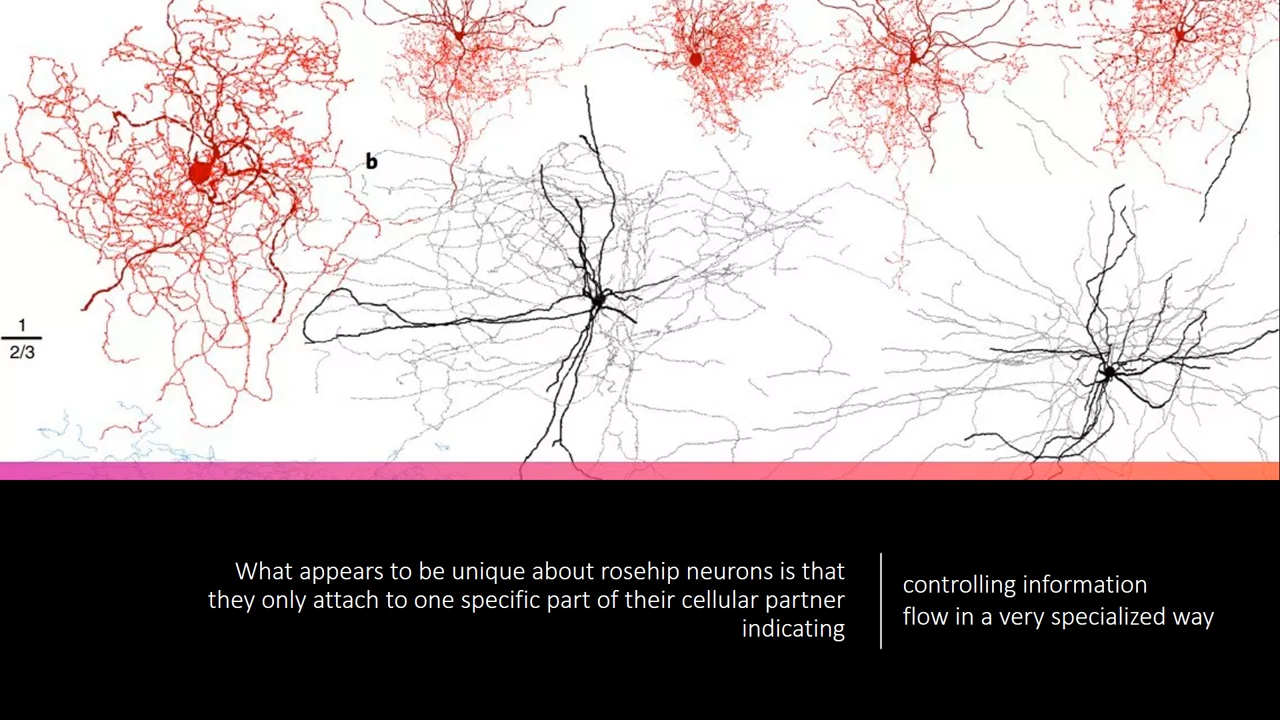 b
1
2/3
What appears to be unique about rosehip neurons is that
they only attach to one specific part of their cellular partner
indicating
controlling information
flow in a very specialized way